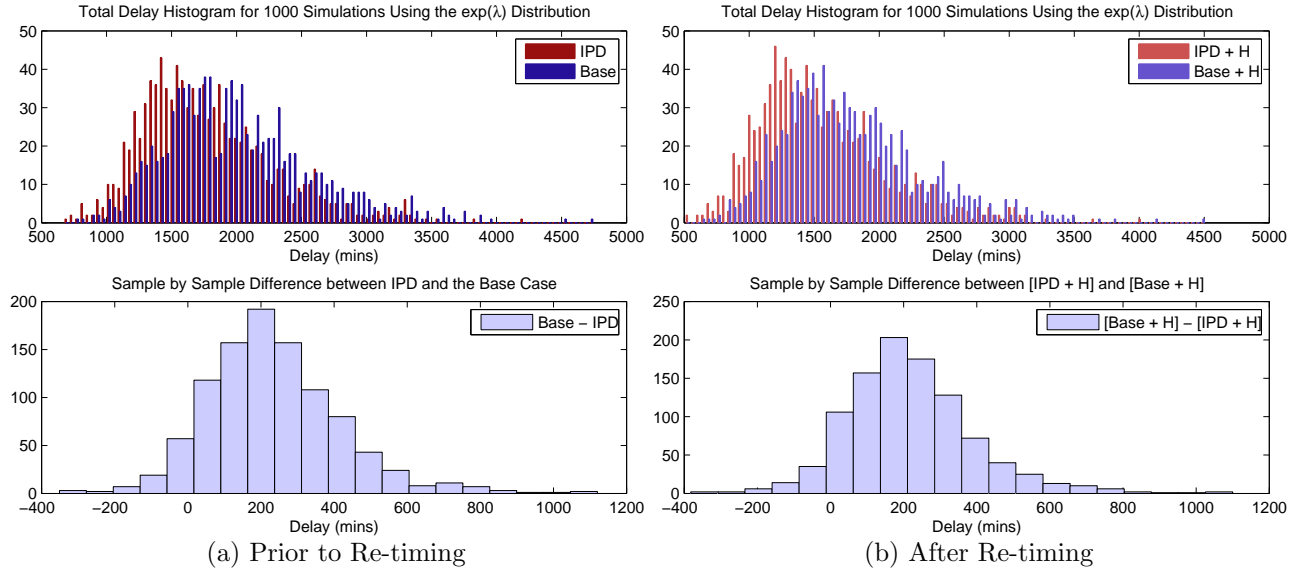 Total Delay Histogram for 1000 Simulations Using the exp(λ) Distribution
50
40
30
20
10
0
500 1000 1500 2000 2500 3000 3500 4000 4500 5000
IPD
Base
Sample by Sample Difference between IPD and the Base Case
200
150
100
50
0
−400 −200 0 200 400 600 800 1000 1200
Delay (mins)
Base − IPD
(a) Prior to Re-timing
Total Delay Histogram for 1000 Simulations Using the exp(λ) Distribution
50
40
30
20
10
0
500 1000 1500 2000 2500 3000 3500 4000 4500 5000
Delay (mins)
IPD + H
Base + H
Sample by Sample Difference between [IPD + H] and [Base + H]
250
200
150
100
50
0
−400 −200 0 200 400 600 800 1000 1200
Delay (mins)
[Base + H] − [IPD + H]
(b) After Re-timing
Delay (mins)